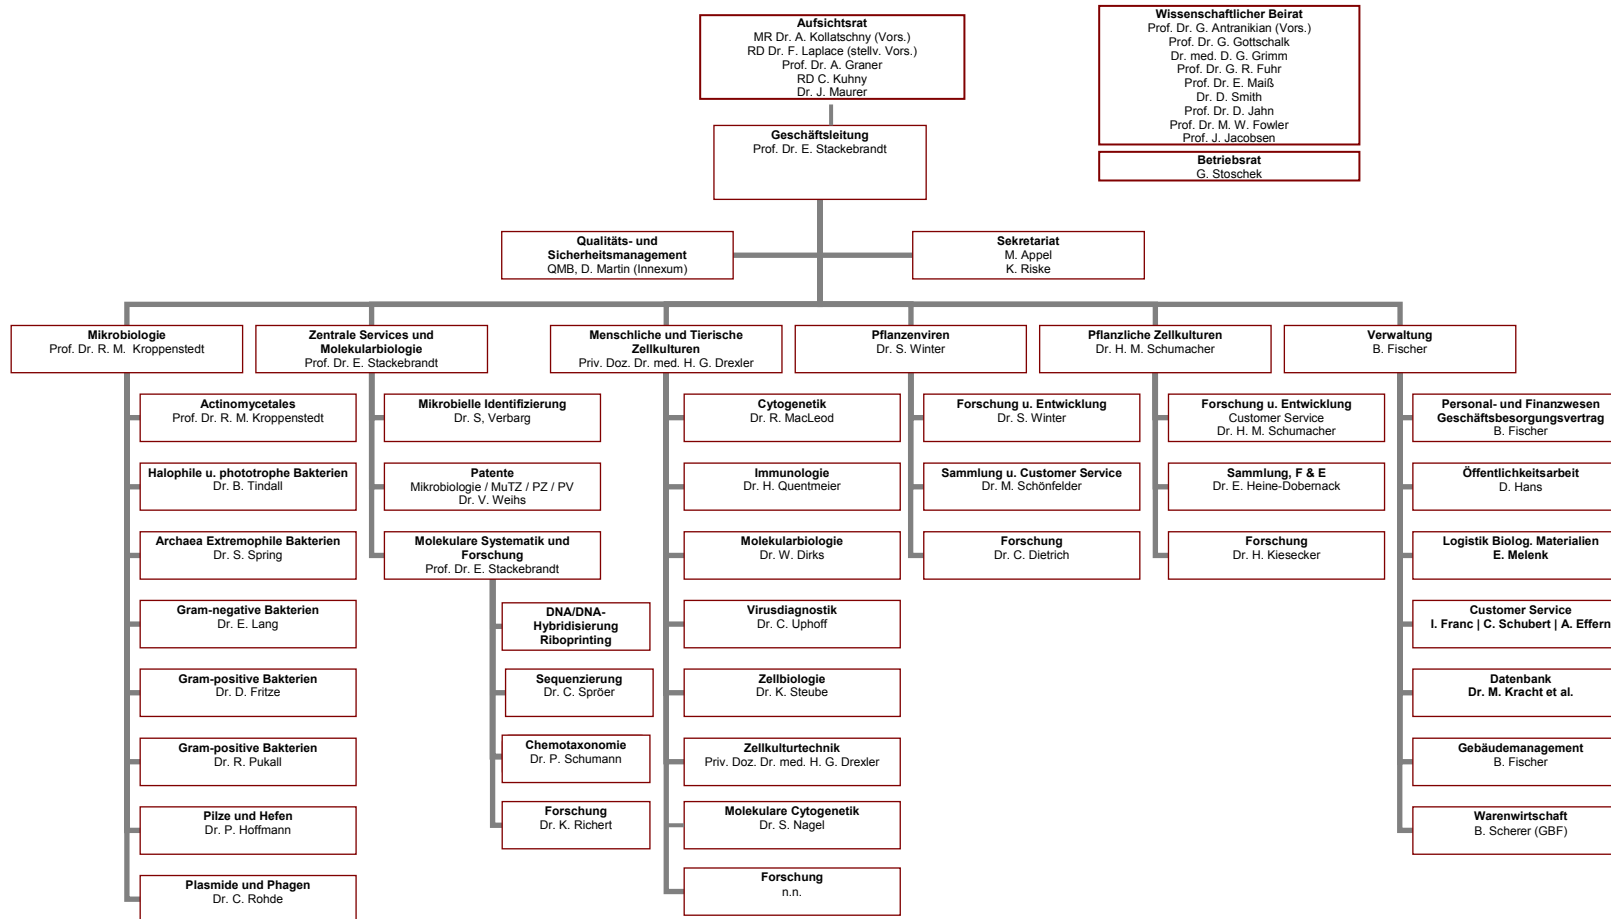 Aufsichtsrat
MR Dr. A. Kollatschny (Vors.)
RD Dr. F. Laplace (stellv. Vors.)
Prof. Dr. A. Graner
RD C. Kuhny
Dr. J. Maurer
Wissenschaftlicher Beirat
Prof. Dr. G. Antranikian (Vors.)
Prof. Dr. G. Gottschalk
Dr. med. D. G. Grimm
Prof. Dr. G. R. Fuhr
Prof. Dr. E. Maiß
Dr. D. Smith
Prof. Dr. D. Jahn
Prof. Dr. M. W. Fowler
Prof. J. Jacobsen
Betriebsrat
G. Stoschek
Geschäftsleitung
Prof. Dr. E. Stackebrandt
Qualitäts- und
Sicherheitsmanagement
QMB, D. Martin (Innexum)
Sekretariat
M. Appel
K. Riske
Mikrobiologie
Prof. Dr. R. M. Kroppenstedt
Actinomycetales
Prof. Dr. R. M. Kroppenstedt
Halophile u. phototrophe Bakterien
Dr. B. Tindall
Archaea Extremophile Bakterien
Dr. S. Spring
Gram-negative Bakterien
Dr. E. Lang
Gram-positive Bakterien
Dr. D. Fritze
Gram-positive Bakterien
Dr. R. Pukall
Pilze und Hefen
Dr. P. Hoffmann
Plasmide und Phagen
Dr. C. Rohde
Zentrale Services und
Molekularbiologie
Prof. Dr. E. Stackebrandt
Mikrobielle Identifizierung
Dr. S, Verbarg
Patente
Mikrobiologie / MuTZ / PZ / PV
Dr. V. Weihs
Molekulare Systematik und
Forschung
Prof. Dr. E. Stackebrandt
DNA/DNA-
Hybridisierung
Riboprinting
Sequenzierung
Dr. C. Spröer
Chemotaxonomie
Dr. P. Schumann
Forschung
Dr. K. Richert
Menschliche und Tierische
Zellkulturen
Priv. Doz. Dr. med. H. G. Drexler
Cytogenetik
Dr. R. MacLeod
Immunologie
Dr. H. Quentmeier
Molekularbiologie
Dr. W. Dirks
Virusdiagnostik
Dr. C. Uphoff
Zellbiologie
Dr. K. Steube
Zellkulturtechnik
Priv. Doz. Dr. med. H. G. Drexler
Molekulare Cytogenetik
Dr. S. Nagel
Forschung
n.n.
Pflanzenviren
Dr. S. Winter
Forschung u. Entwicklung
Dr. S. Winter
Sammlung u. Customer Service
Dr. M. Schönfelder
Forschung
Dr. C. Dietrich
Pflanzliche Zellkulturen
Dr. H. M. Schumacher
Forschung u. Entwicklung
Customer Service
Dr. H. M. Schumacher
Sammlung, F & E
Dr. E. Heine-Dobernack
Forschung
Dr. H. Kiesecker
Verwaltung
B. Fischer
Personal- und Finanzwesen
Geschäftsbesorgungsvertrag
B. Fischer
Öffentlichkeitsarbeit
D. Hans
Logistik Biolog. Materialien
E. Melenk
Customer Service
I. Franc | C. Schubert | A. Effern
Datenbank
Dr. M. Kracht et al.
Gebäudemanagement
B. Fischer
Warenwirtschaft
B. Scherer (GBF)